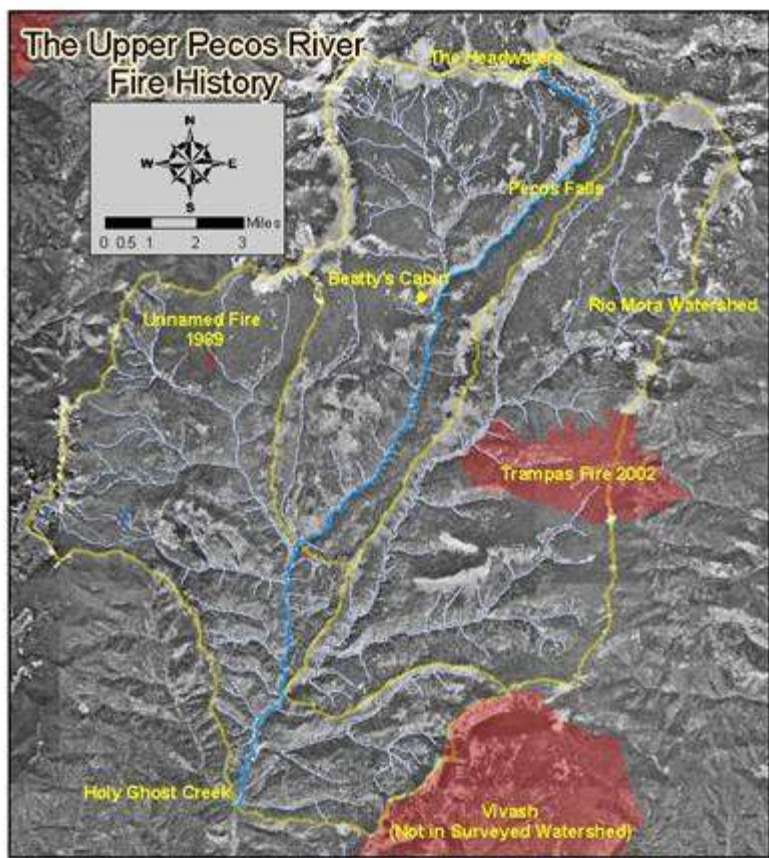 The Upper Pecos River
Fire History
N
W E
S
Miles
0 0.5 1 2 3
The Headwaters
Pecos Falls
Beatty's Cabin
Rio Mora Watershed
Unnamed Fire
1989
Trampas Fire 2002
Holy Ghost Creek
Vivash
(Not in Surveyed Watershed)